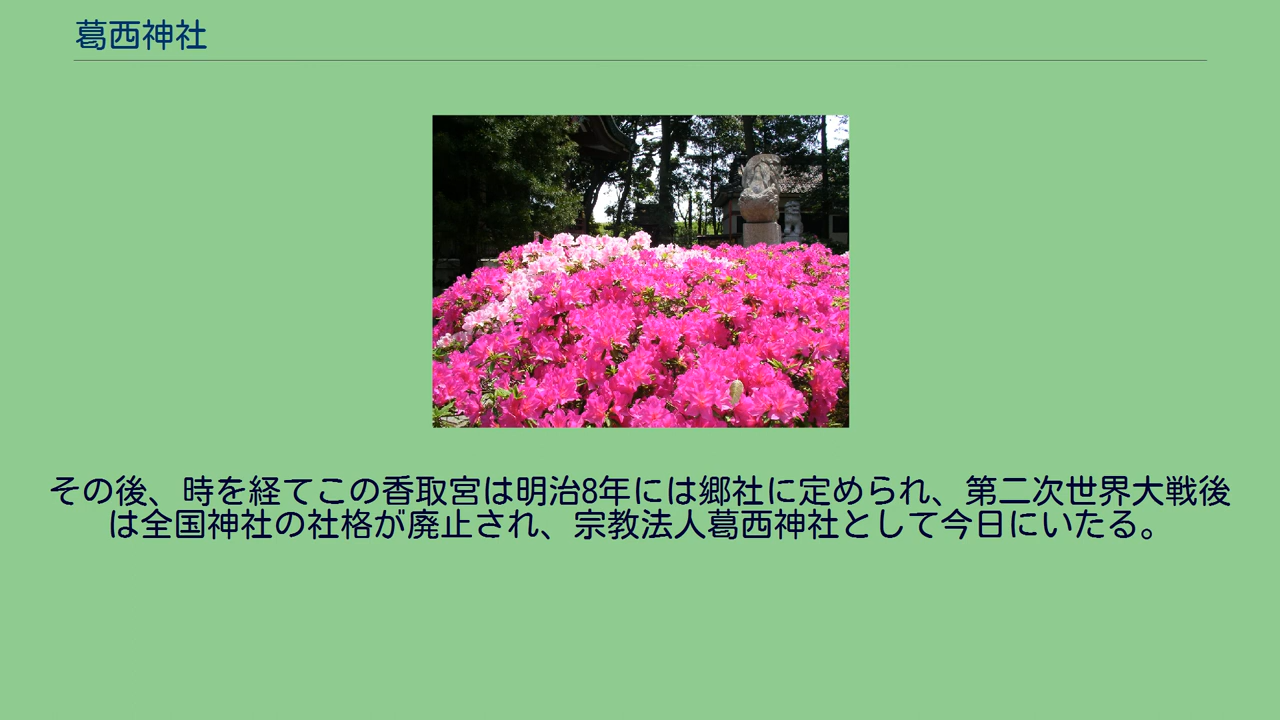 葛西神社
その後、時を経てこの香取宮は明治8年には郷社に定められ、第二次世界大戦後
は全国神社の社格が廃止され、宗教法人葛西神社として今日にいたる。